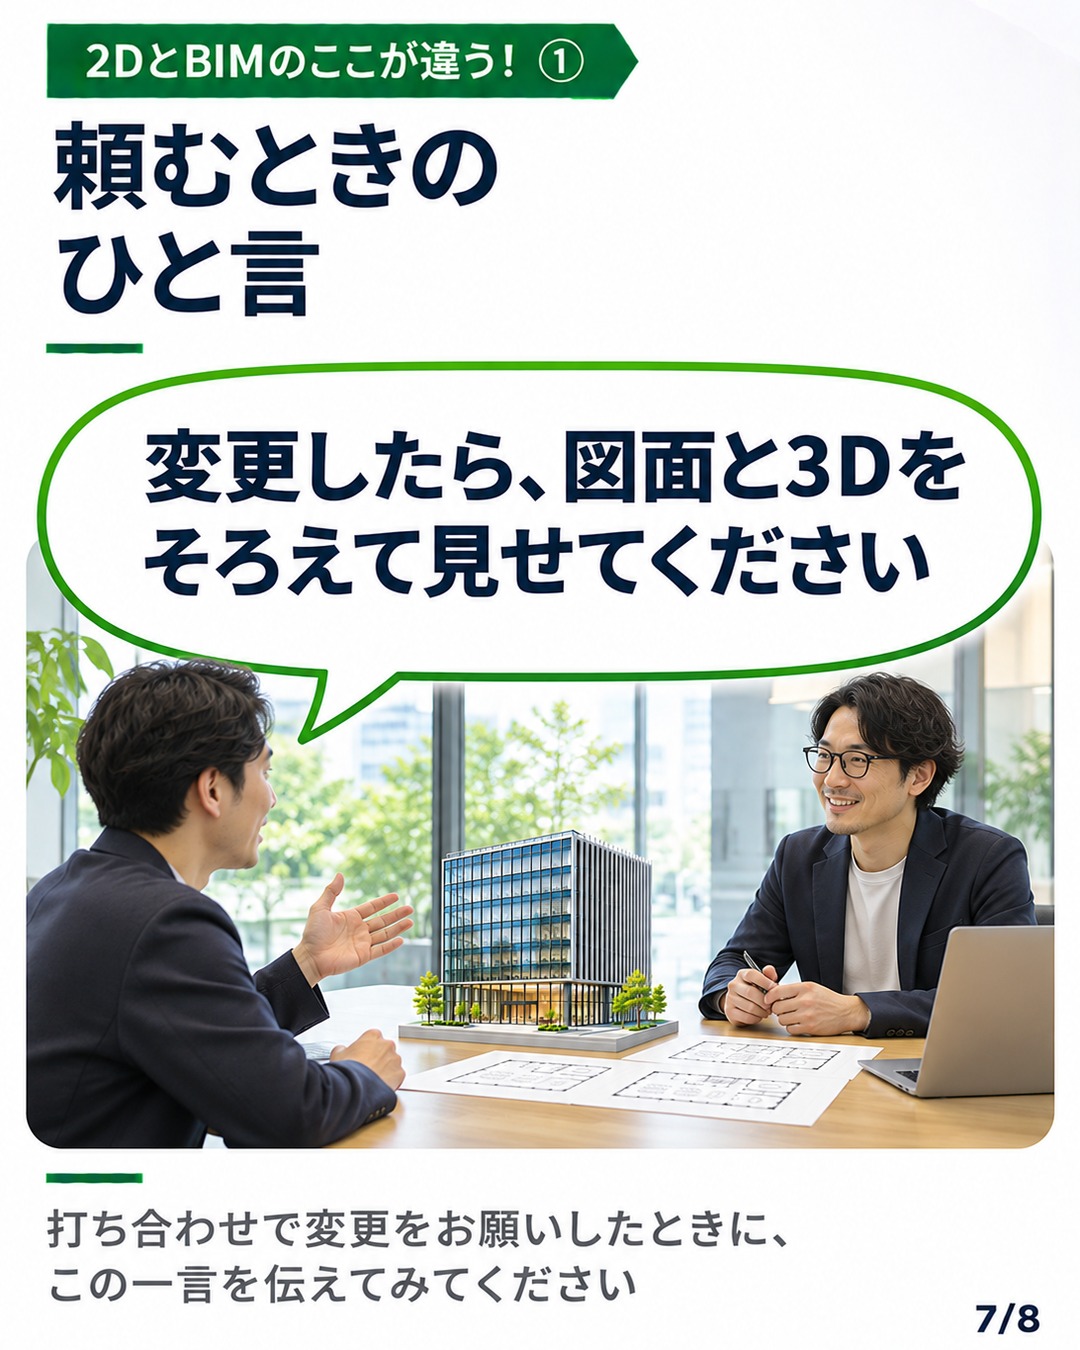 2DとBIMのここが違う！ ①
頼むときの
ひと言
変更したら、図面と3Dを
そろえて見せてください
打ち合わせで変更をお願いしたときに、
この一言を伝えてみてください
7/8